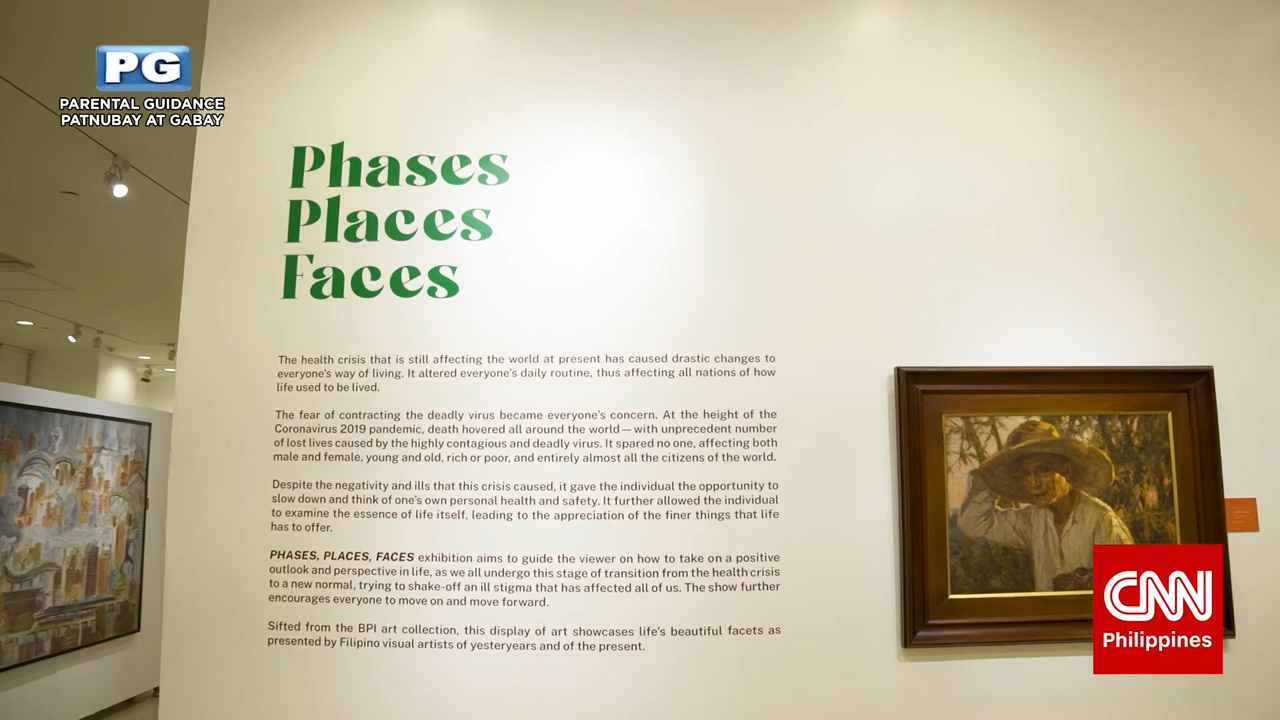 PG
PARENTAL GUIDANCE
PATNUBAY AT GABAY
Phases
Places
Faces
The health crisis that is still affecting the world at present has caused drastic changes to
everyone's way of living. It altered everyone's daily routine, thus affecting all nations of how
life used to be lived.
The fear of contracting the deadly virus became everyone's concern. At the height of the
Coronavirus 2019 pandemic, death hovered all around the world — with unprecedent number
of lost lives caused by the highly contagious and deadly virus. It spared no one, affecting both
male and female, young and old, rich or poor, and entirely almost all the citizens of the world.
Despite the negativity and ills that this crisis caused, it gave the individual the opportunity to
slow down and think of one's own personal health and safety. It further allowed the individual
to examine the essence of life itself, leading to the appreciation of the finer things that life
has to offer.
PHASES, PLACES, FACES exhibition aims to guide the viewer on how to take on a positive
outlook and perspective in life, as we all undergo this stage of transition from the health crisis
to a new normal, trying to shake-off an ill stigma that has affected all of us. The show further
encourages everyone to move on and move forward.
Sifted from the BPI art collection, this display of art showcases life's beautiful facets as
presented by Filipino visual artists of yesteryears and of the present.
CNN
Philippines